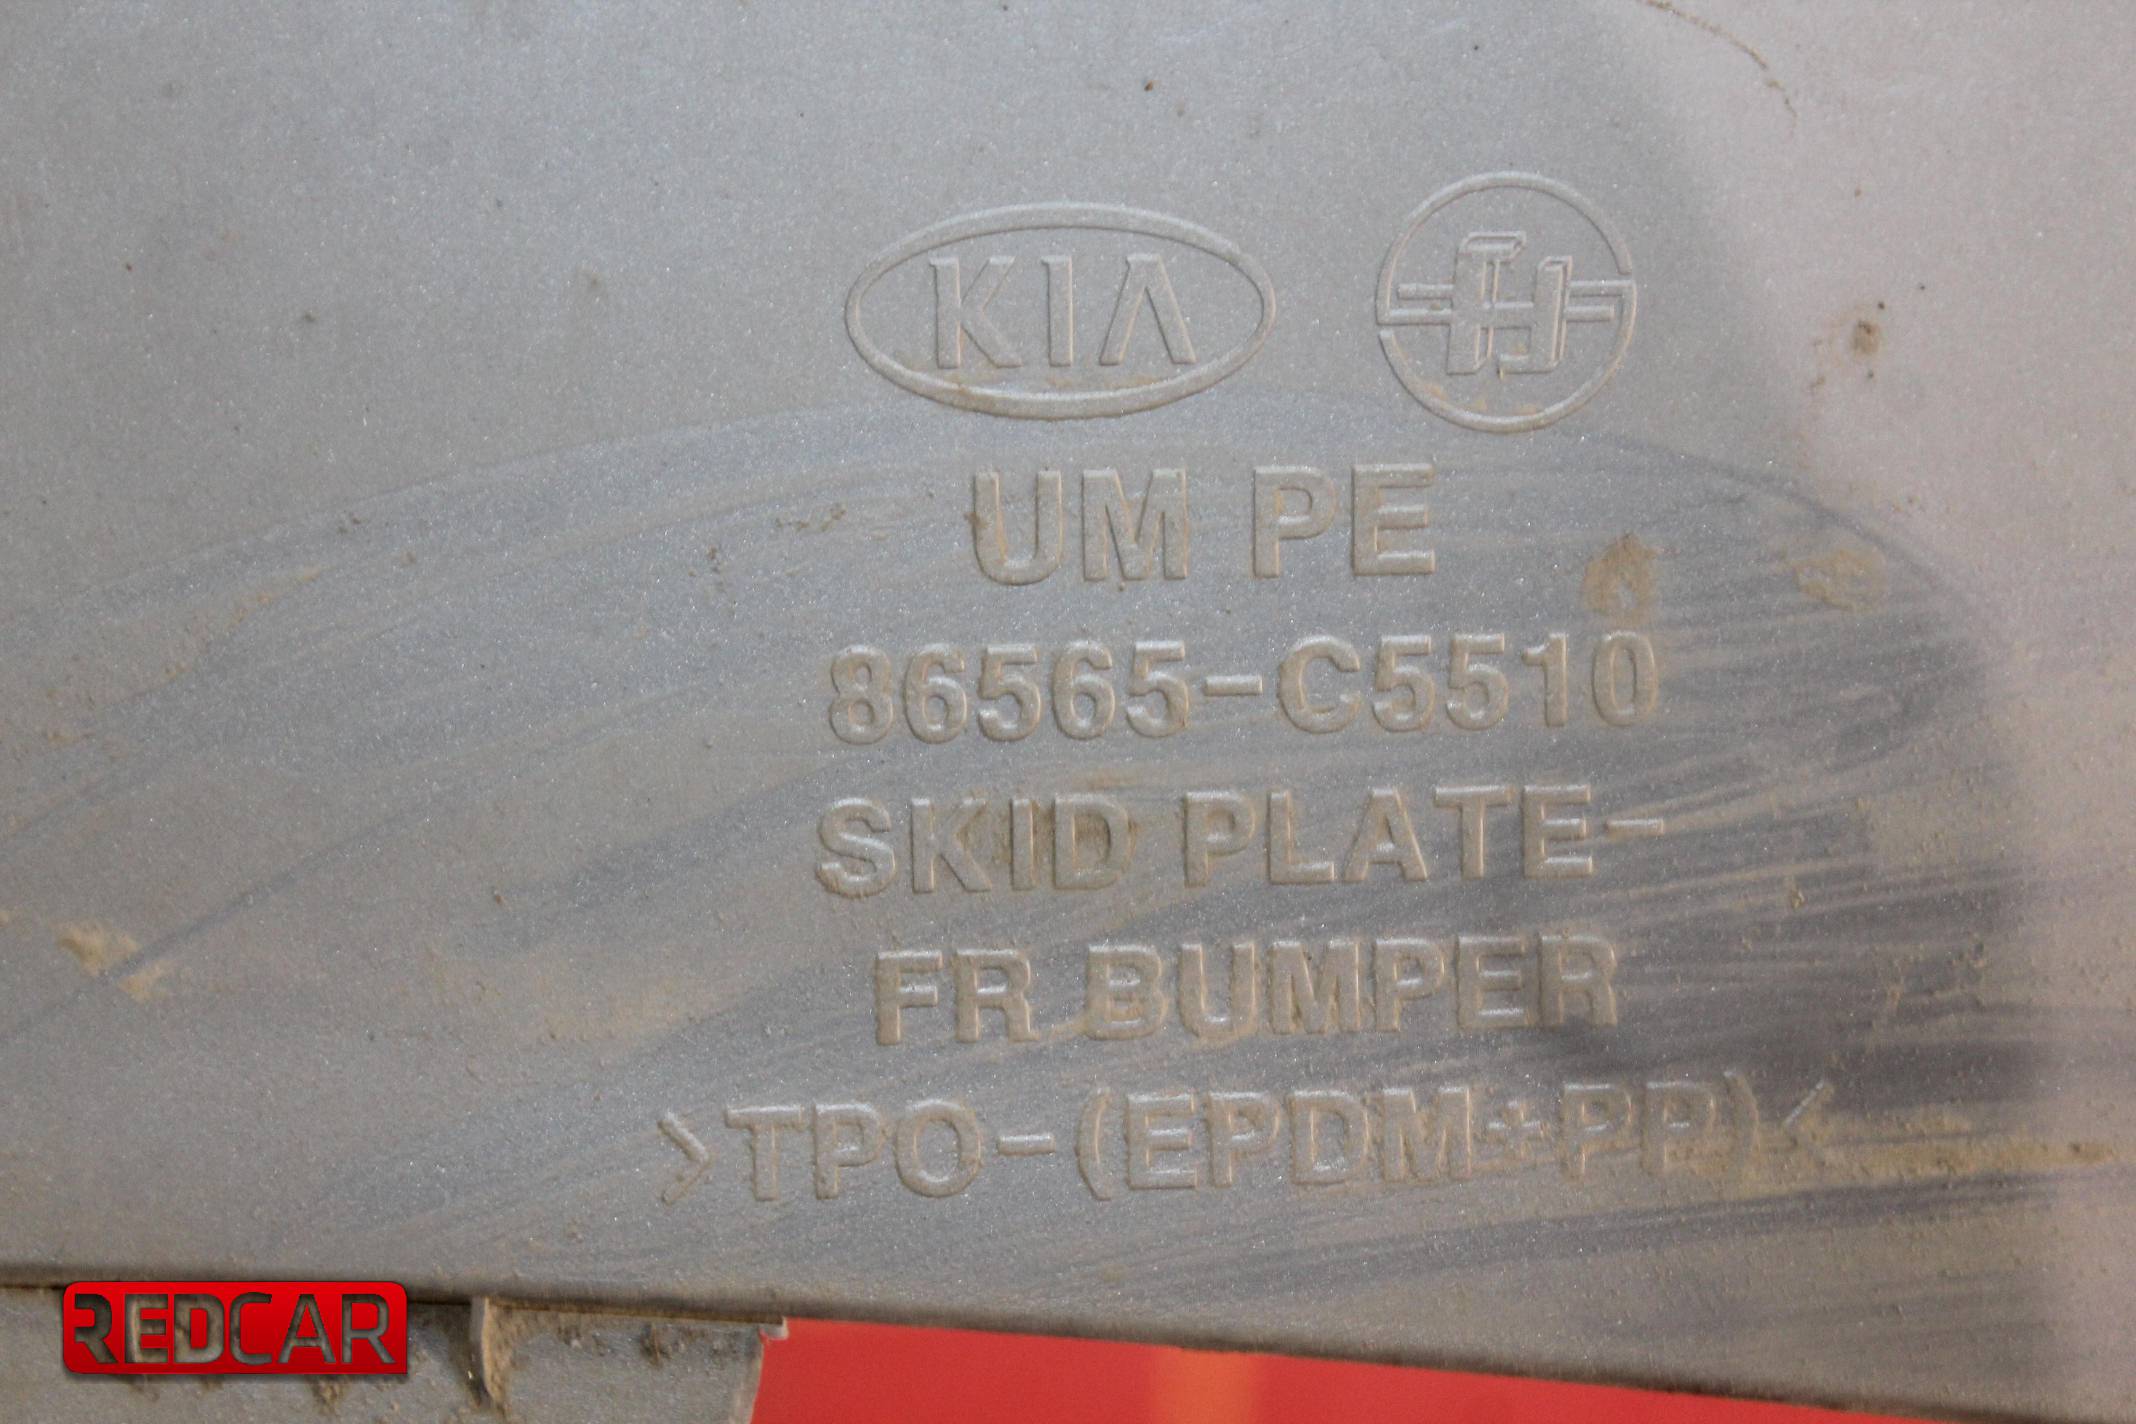 KIA
UM PE
86565-C5510
SKID PLATE-
FR BUMPER
>TPO-(EPDM+PP)<
REDCAR